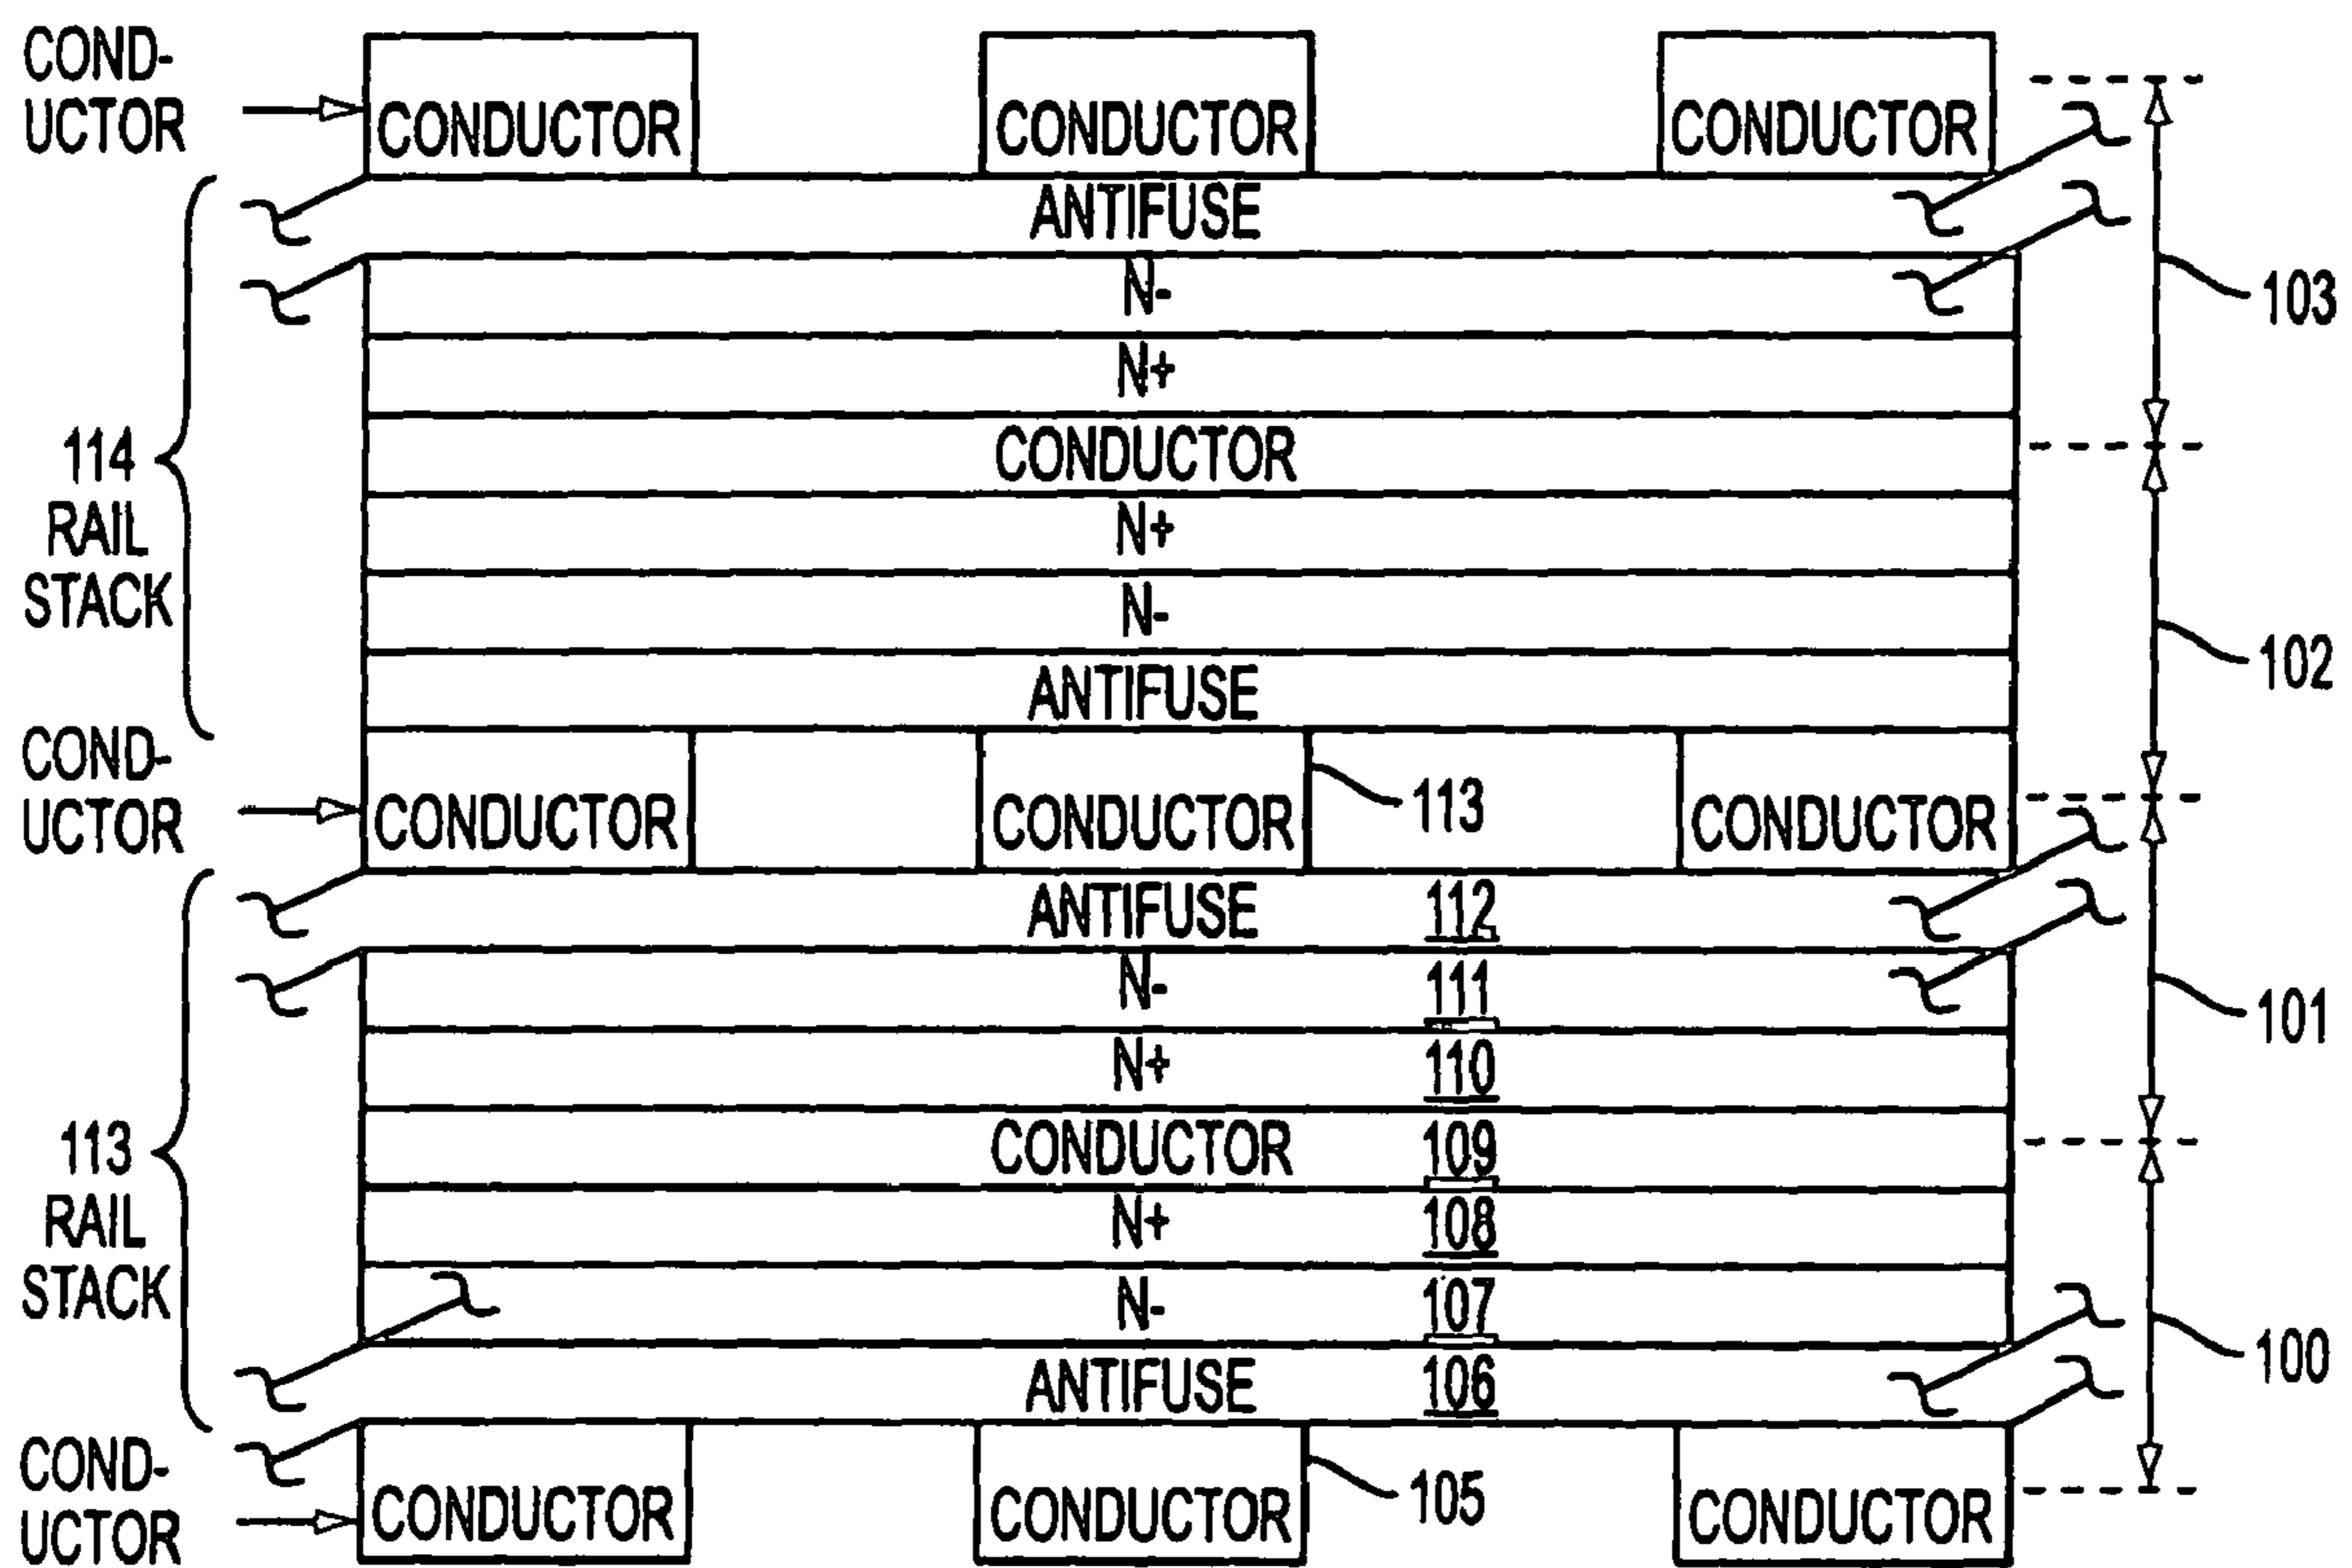 COND-
UCTOR
CONDUCTOR CONDUCTOR CONDUCTOR
ANTIFUSE
N-
103
N+
CONDUCTOR
114
RAIL
STACK
N+
N-
102
ANTIFUSE
COND-
UCTOR
CONDUCTOR CONDUCTOR 113 CONDUCTOR
ANTIFUSE 112
N- 111
101
N+ 110
CONDUCTOR 109
113
RAIL
STACK
N+ 108
N- 107
100
ANTIFUSE 106
COND-
UCTOR
CONDUCTOR CONDUCTOR 105 CONDUCTOR